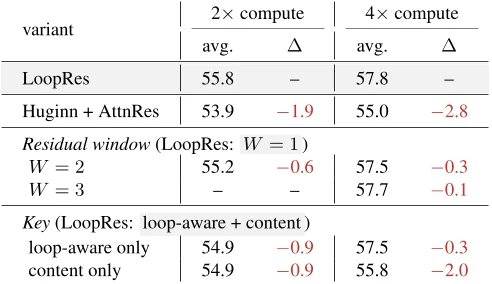 variant 2× compute 4× compute
avg. Δ avg. Δ
LoopRes 55.8 – 57.8 –
Huginn + AttnRes 53.9 −1.9 55.0 −2.8
Residual window (LoopRes: W = 1)
W = 2 55.2 −0.6 57.5 −0.3
W = 3 – – 57.7 −0.1
Key (LoopRes: loop-aware + content)
loop-aware only 54.9 −0.9 57.5 −0.3
content only 54.9 −0.9 55.8 −2.0